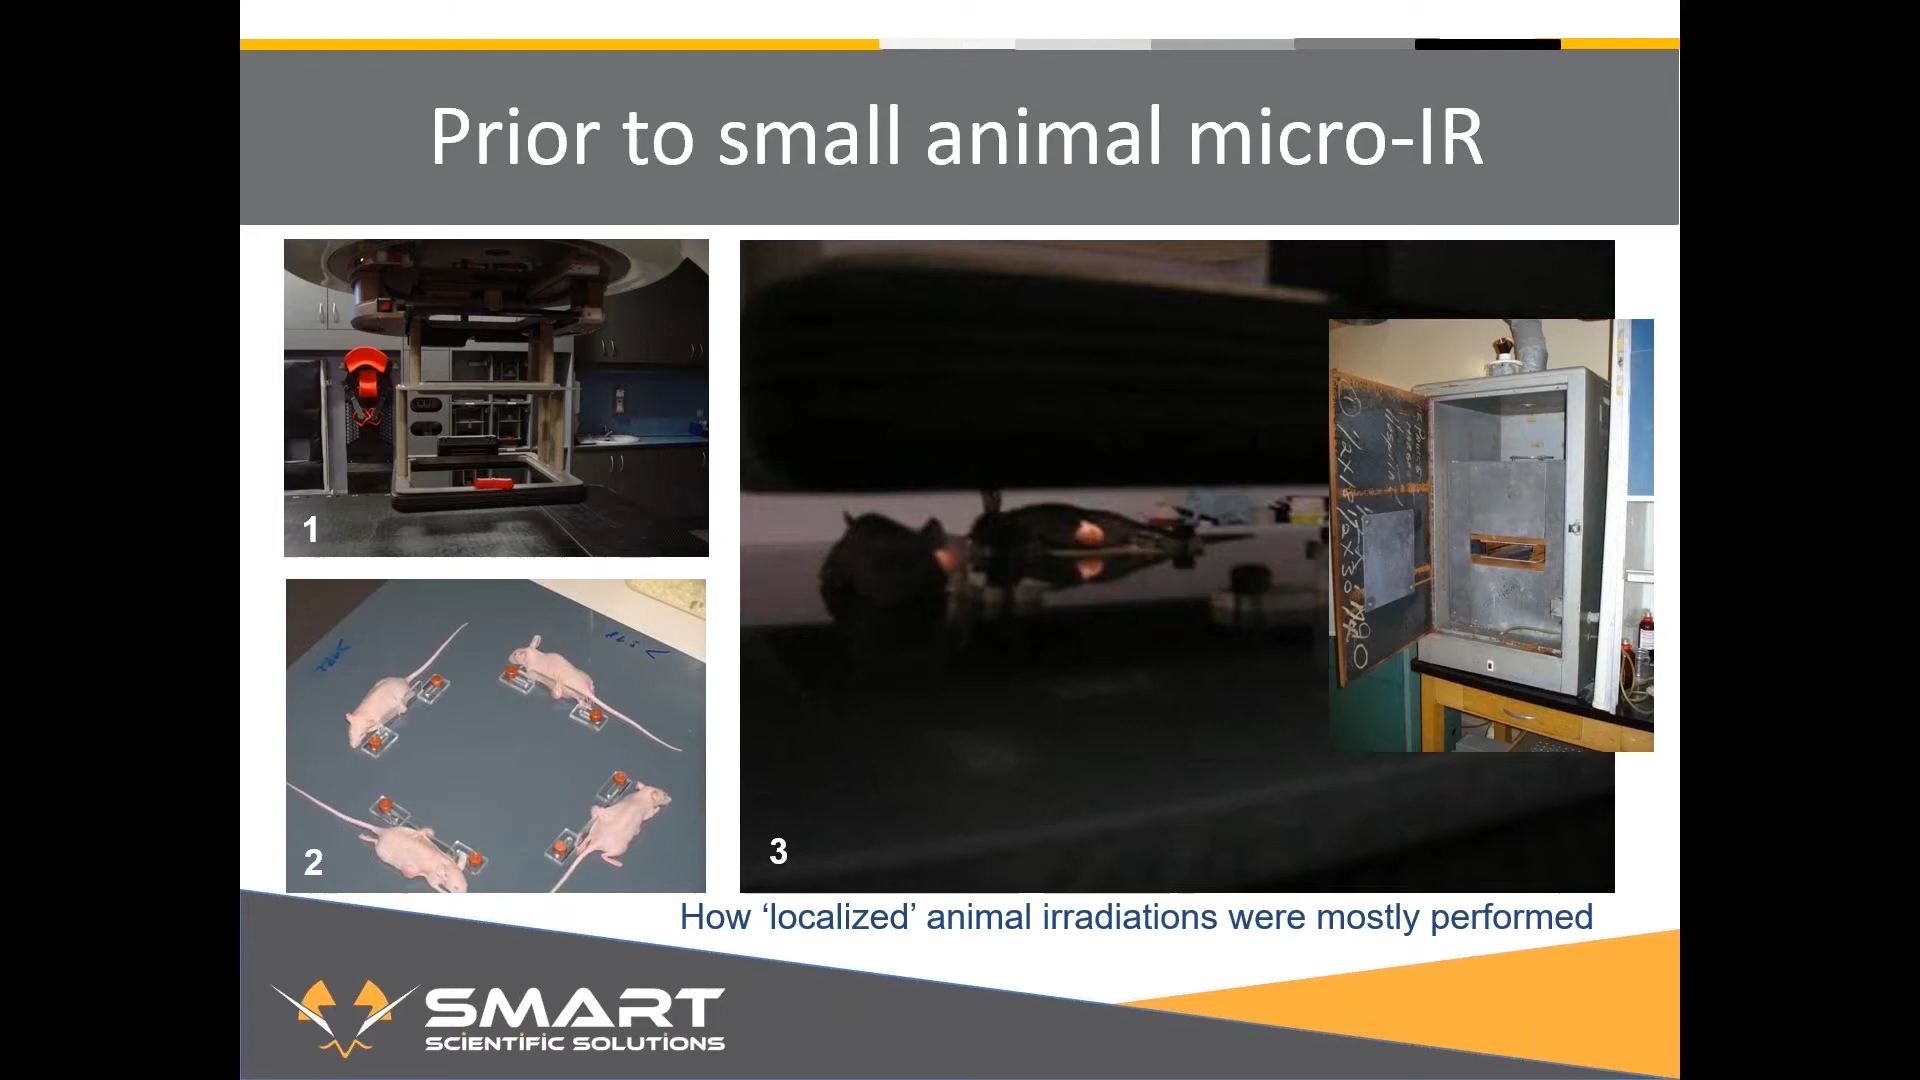 Prior to small animal micro-IR
1
2
3
How ‘localized’ animal irradiations were mostly performed
SMART
SCIENTIFIC SOLUTIONS